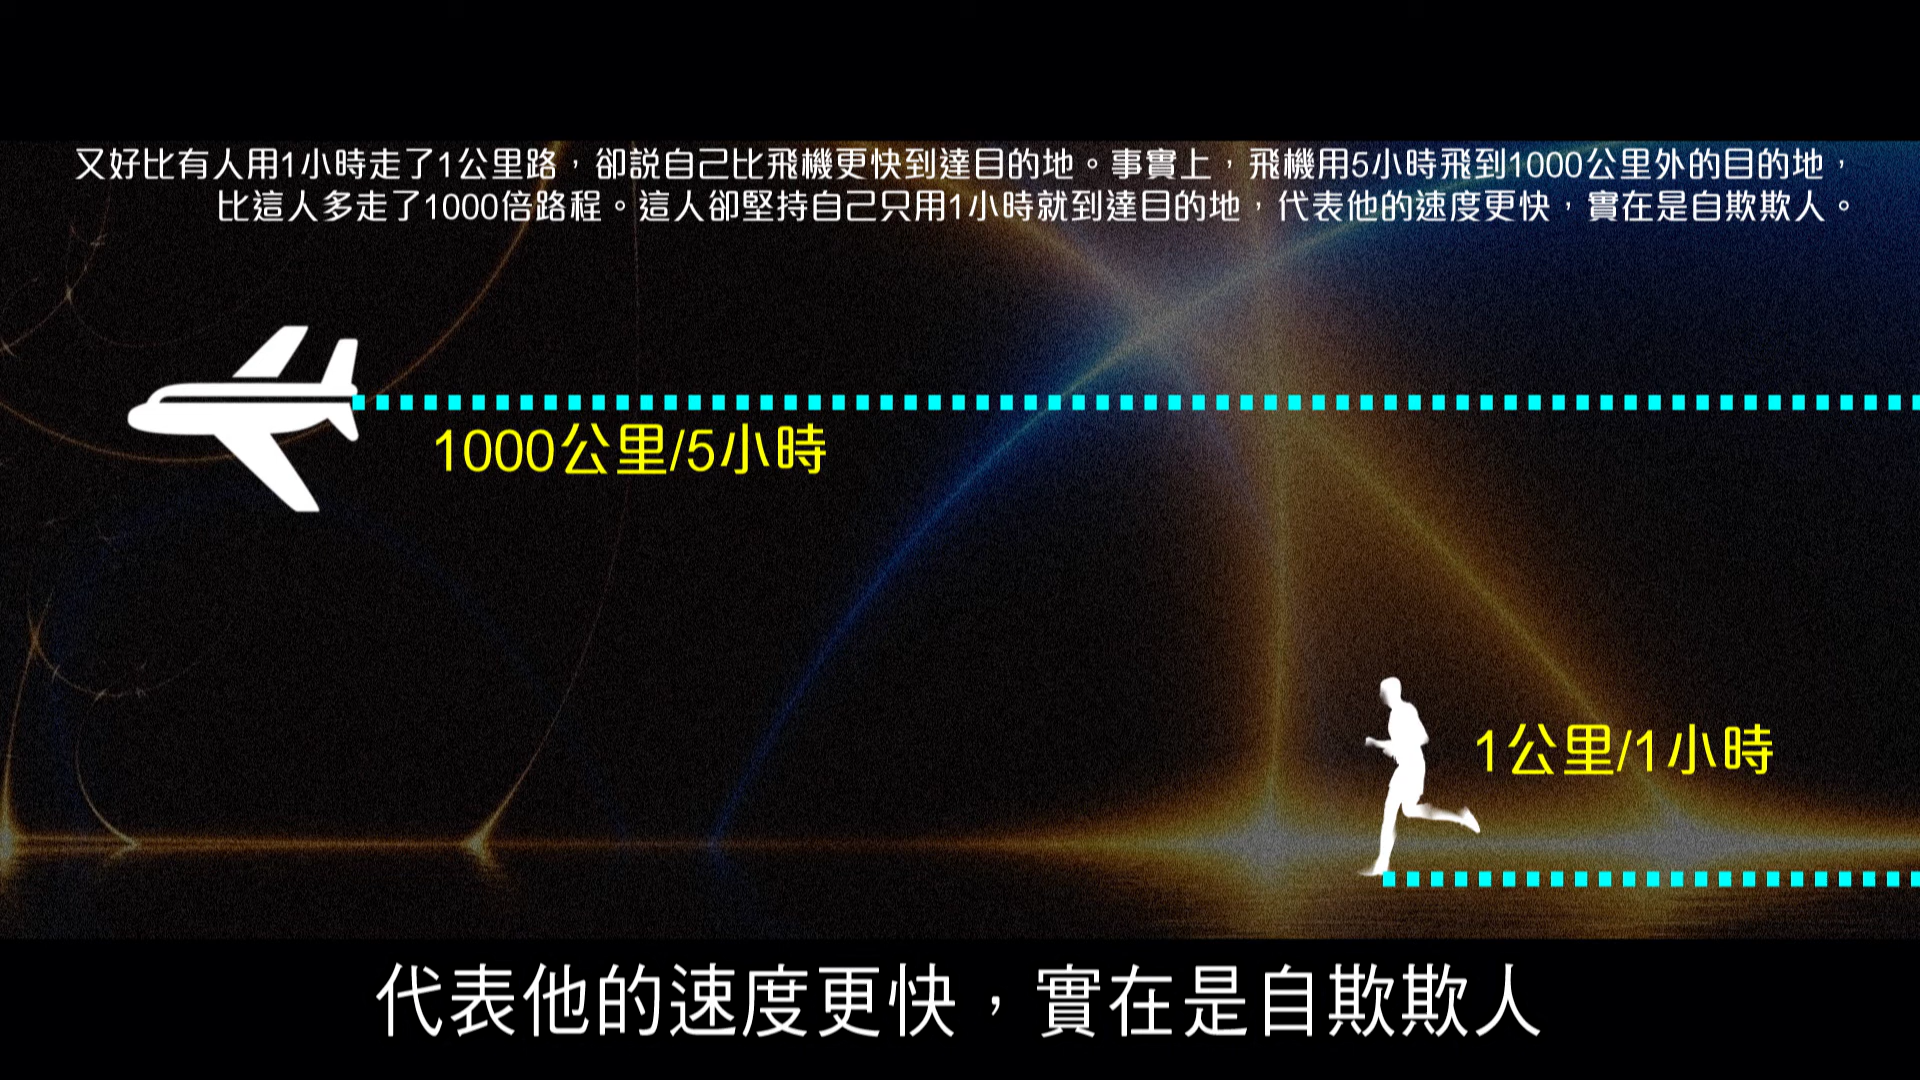 又好比有人用1小時走了1公里路，卻説自己比飛機更快到達目的地。事實上，飛機用5小時飛到1000公里外的目的地，
比這人多走了1000倍路程。這人卻堅持自己只用1小時就到達目的地，代表他的速度更快，實在是自欺欺人。
1000公里/5小時
1公里/1小時
代表他的速度更快，實在是自欺欺人